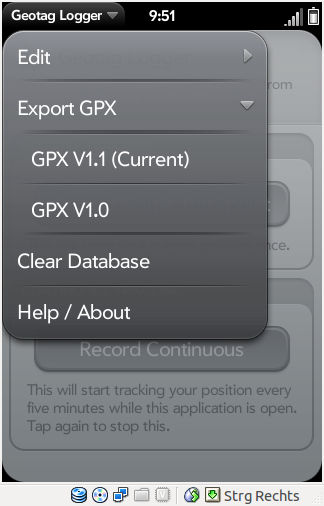 Geotag Logger 9:51
Edit
from
Export GPX
GPX V1.1 (Current)
GPX V1.0
nce.
Clear Database
Help / About
Record Continuous
This will start tracking your position every
five minutes while this application is open.
Tap again to stop this.
Strg Rechts